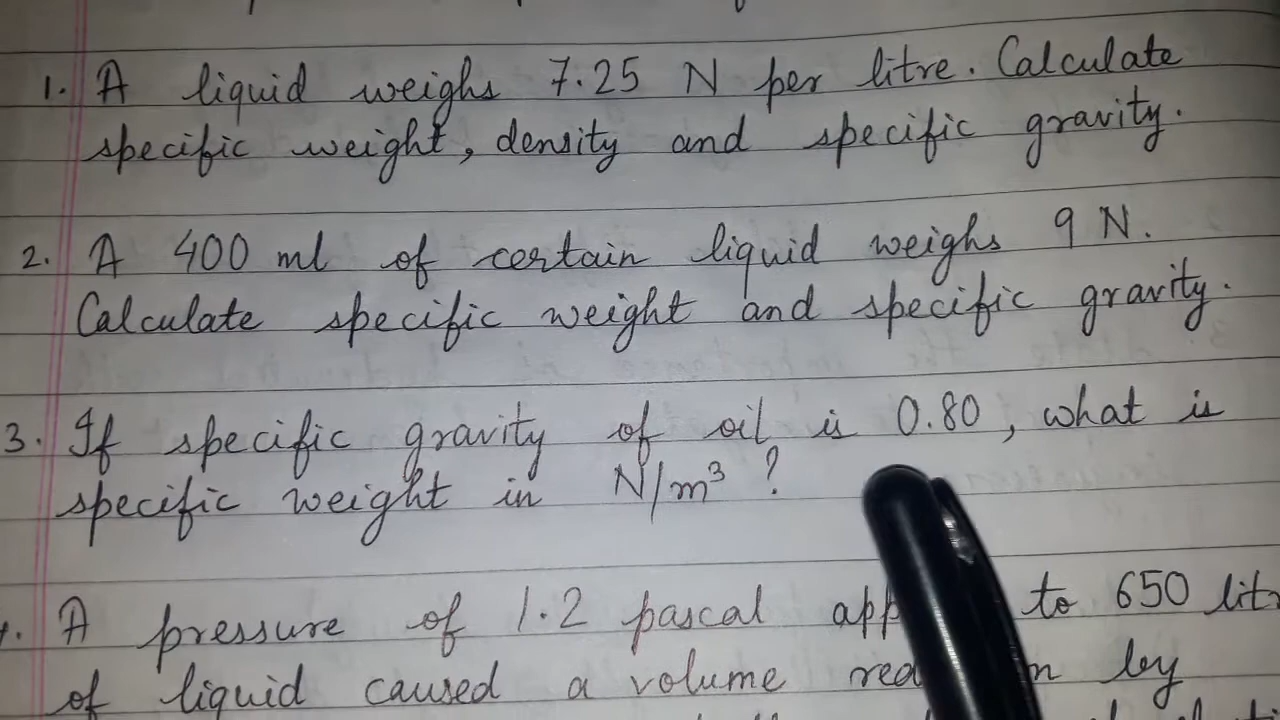 1. A liquid weighs 7.25 N per litre. Calculate
specific weight, density and specific gravity.
2. A 400 ml of certain liquid weighs 9 N.
Calculate specific weight and specific gravity.
3. If specific gravity of oil is 0.80, what is
specific weight in N/m³ ?
A pressure of 1.2 pascal to 650
of liquid caused a volume by